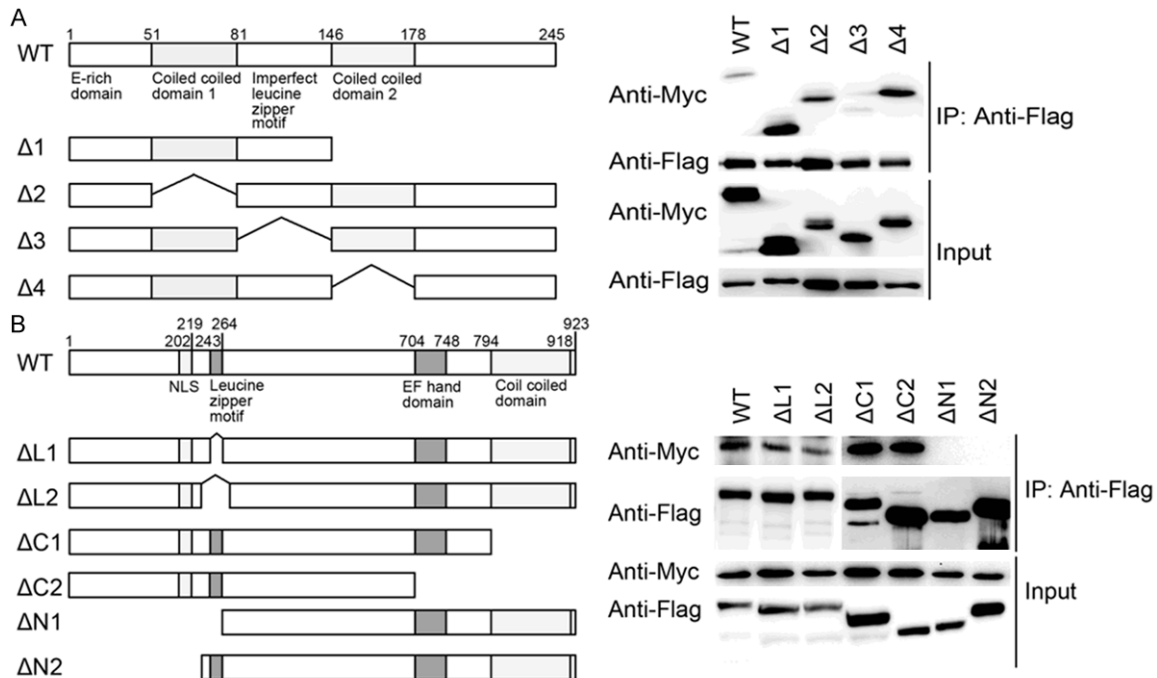 A
1 51 81 146 178 245
WT
E-rich domain
Coiled coiled domain 1
Imperfect leucine zipper motif
Coiled coiled domain 2
Δ1
Δ2
Δ3
Δ4
WT Δ1 Δ2 Δ3 Δ4
Anti-Myc
Anti-Flag
IP: Anti-Flag
Anti-Myc
Anti-Flag
Input
B
219 264 923
1 202 243 704 748 794 918
WT
NLS
Leucine zipper motif
EF hand domain
Coil coiled domain
ΔL1
ΔL2
ΔC1
ΔC2
ΔN1
ΔN2
WT ΔL1 ΔL2 ΔC1 ΔC2 ΔN1 ΔN2
Anti-Myc
Anti-Flag
IP: Anti-Flag
Anti-Myc
Anti-Flag
Input